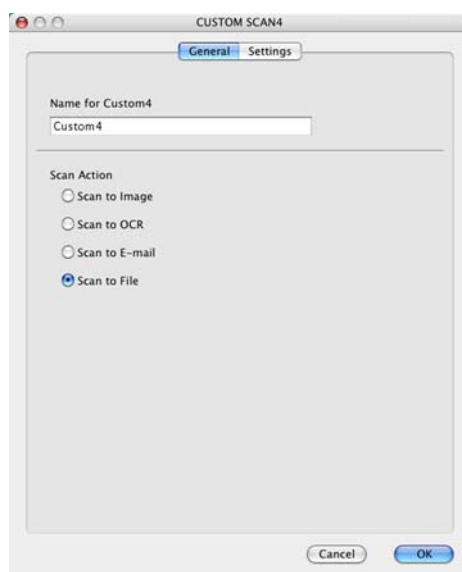 CUSTOM SCAN4
General Settings
Name for Custom4
Custom4
Scan Action
Scan to Image
Scan to OCR
Scan to E-mail
Scan to File
Cancel OK